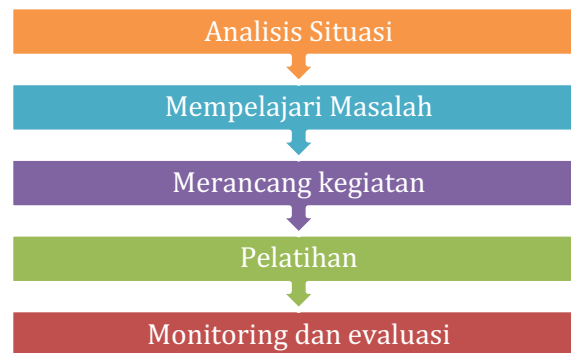 Analisis Situasi
Mempelajari Masalah
Merancang kegiatan
Pelatihan
Monitoring dan evaluasi